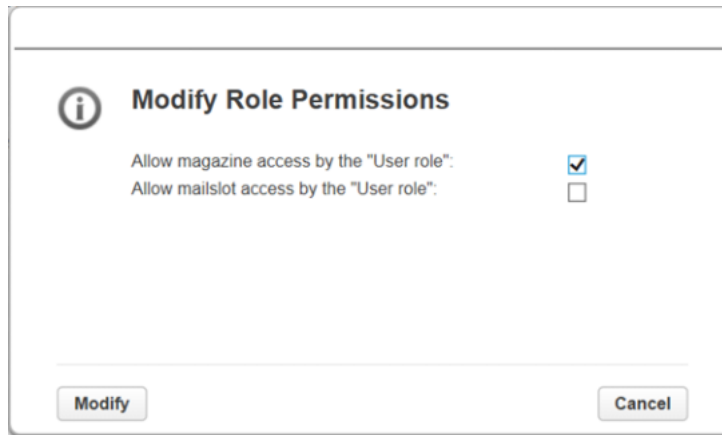 Modify Role Permissions
Allow magazine access by the "User role":
Allow mailslot access by the "User role":
Modify
Cancel